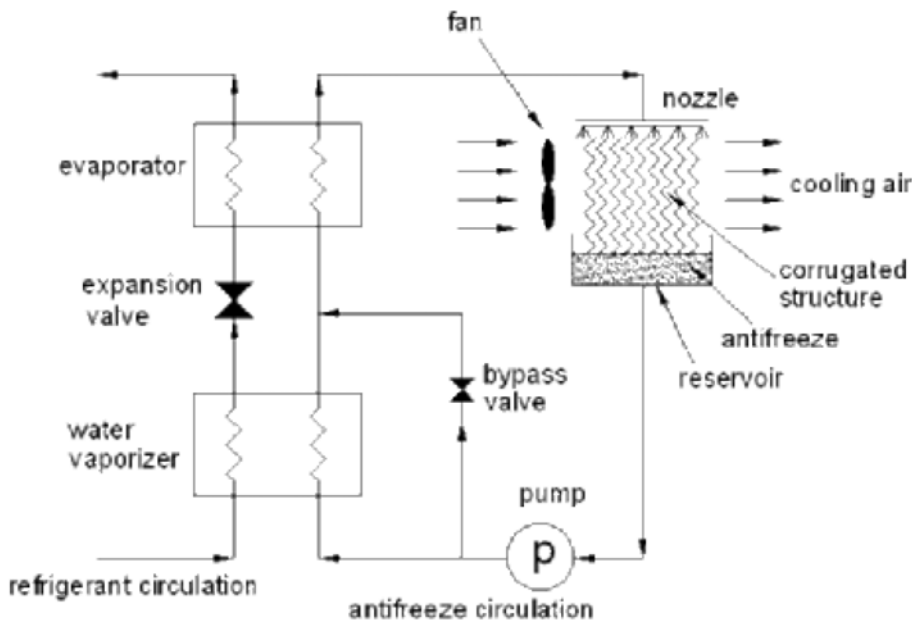 fan
nozzle
evaporator
cooling air
expansion
valve
corrugated
structure
antifreeze
reservoir
bypass
valve
water
vaporizer
pump
p
refrigerant circulation
antifreeze circulation